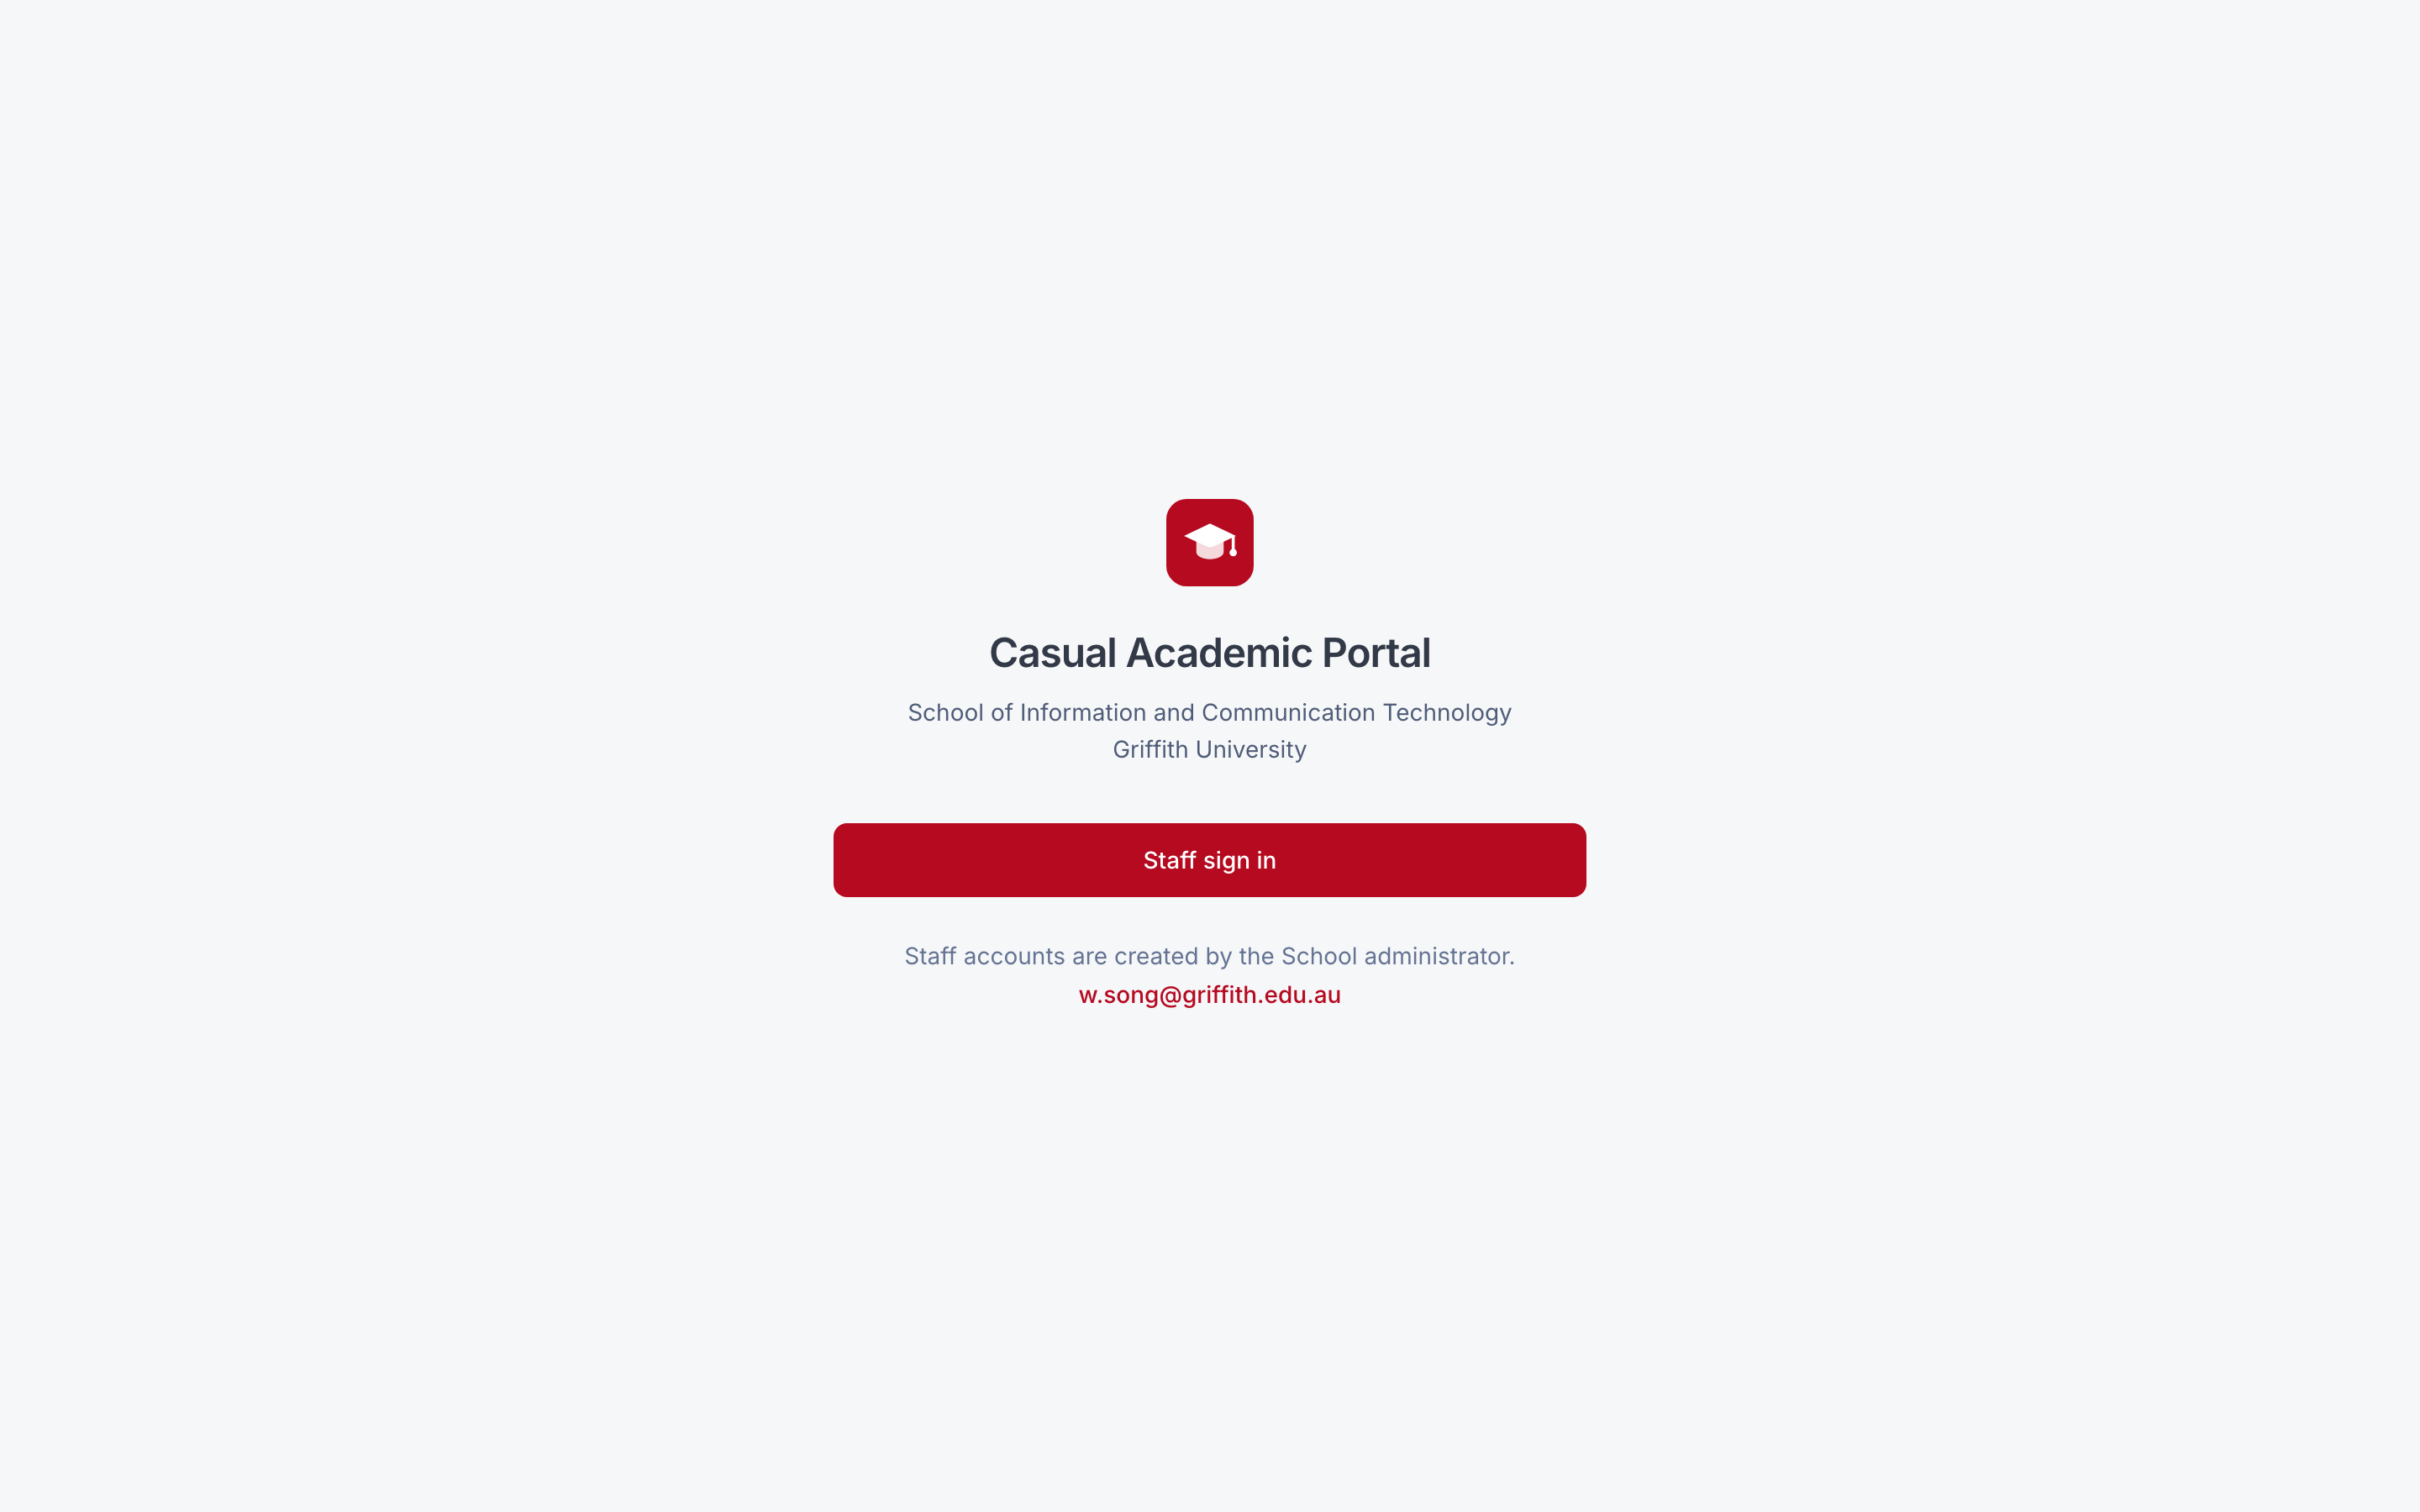 Casual Academic Portal
School of Information and Communication Technology
Griffith University
Staff sign in
Staff accounts are created by the School administrator.
w.song@griffith.edu.au